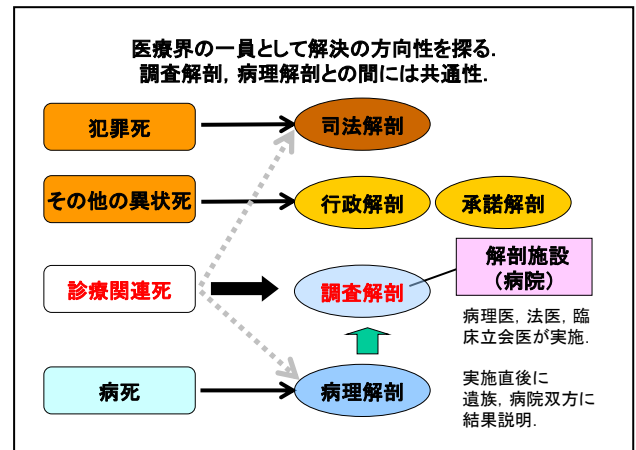 医療界の一員として解決の方向性を探る.
調査解剖, 病理解剖との間には共通性.
犯罪死
司法解剖
その他の異状死
行政解剖
承諾解剖
診療関連死
調査解剖
解剖施設
(病院)
病理医, 法医, 臨
床立会医が実施.
病死
病理解剖
実施直後に
遺族, 病院双方に
結果説明.